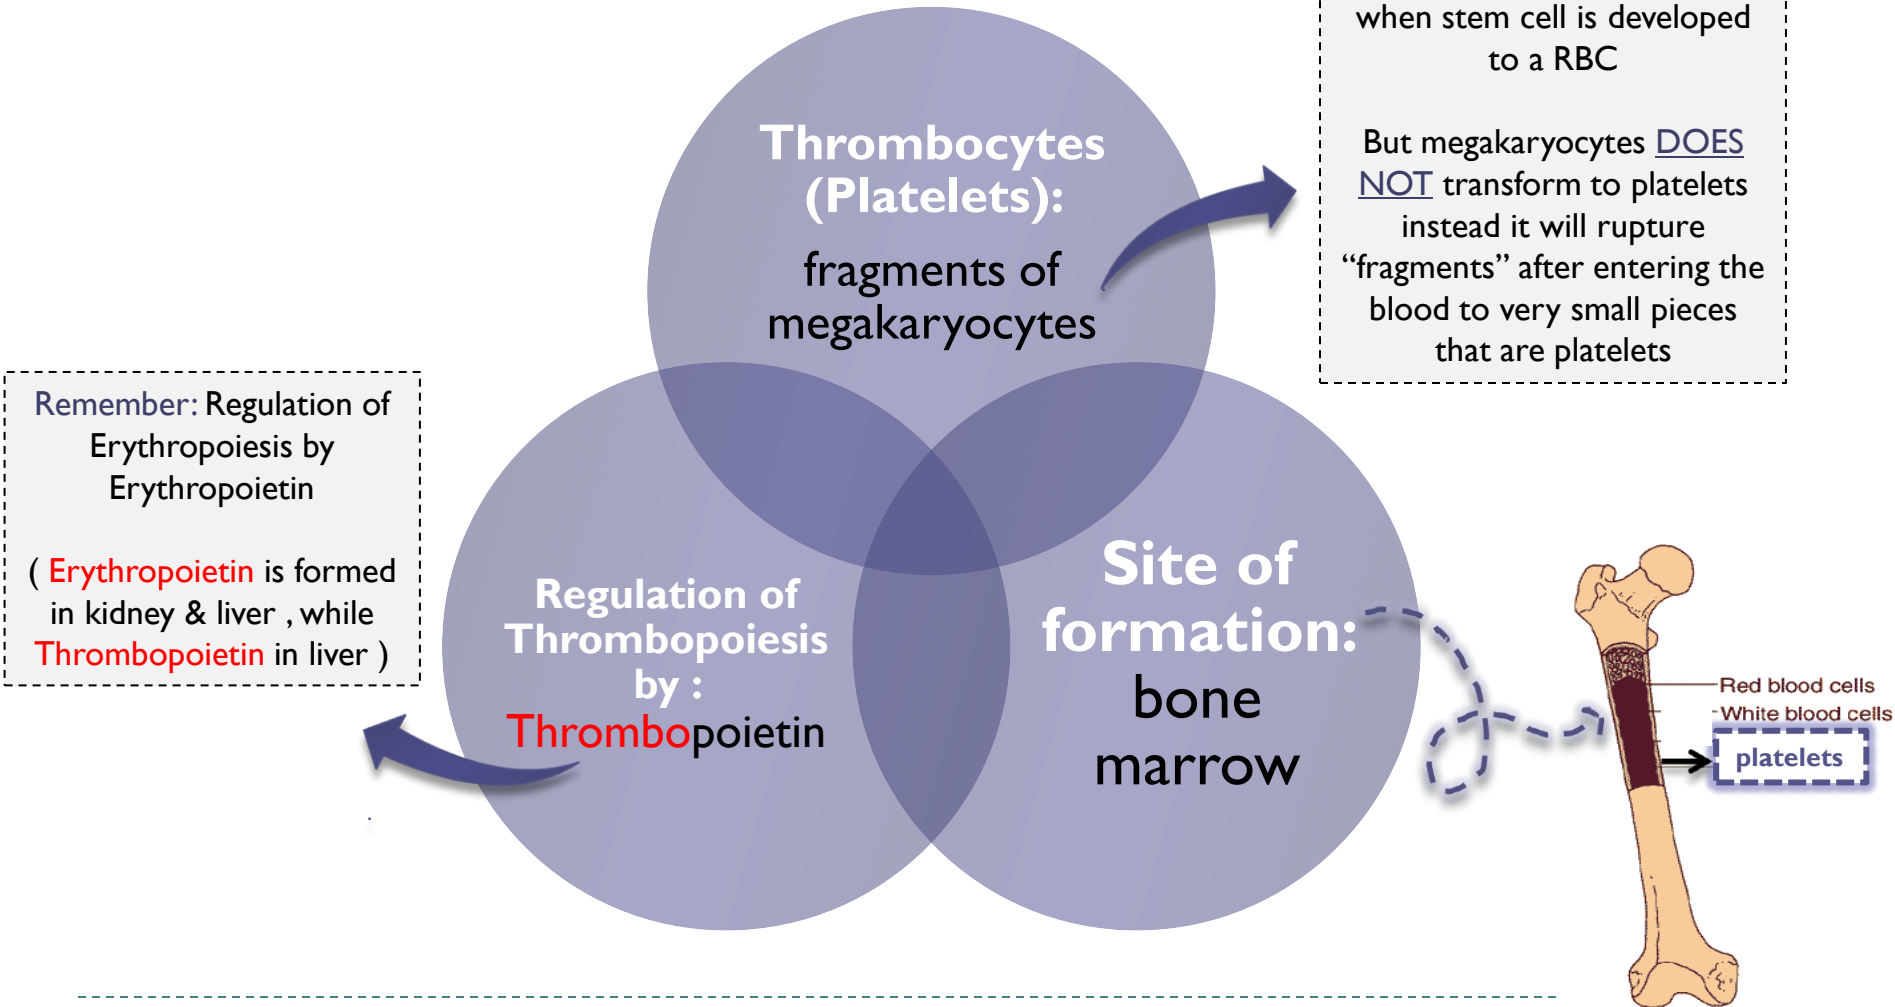 when stem cell is developed
to a RBC
But megakaryocytes DOES
NOT transform to platelets
instead it will rupture
“fragments” after entering the
blood to very small pieces
that are platelets
Thrombocytes
(Platelets):
fragments of
megakaryocytes
Remember: Regulation of
Erythropoiesis by
Erythropoietin
( Erythropoietin is formed
in kidney & liver , while
Thrombopoietin in liver )
Regulation of
Thrombopoiesis
by :
Thrombopoietin
Site of
formation:
bone
marrow
Red blood cells
White blood cells
platelets